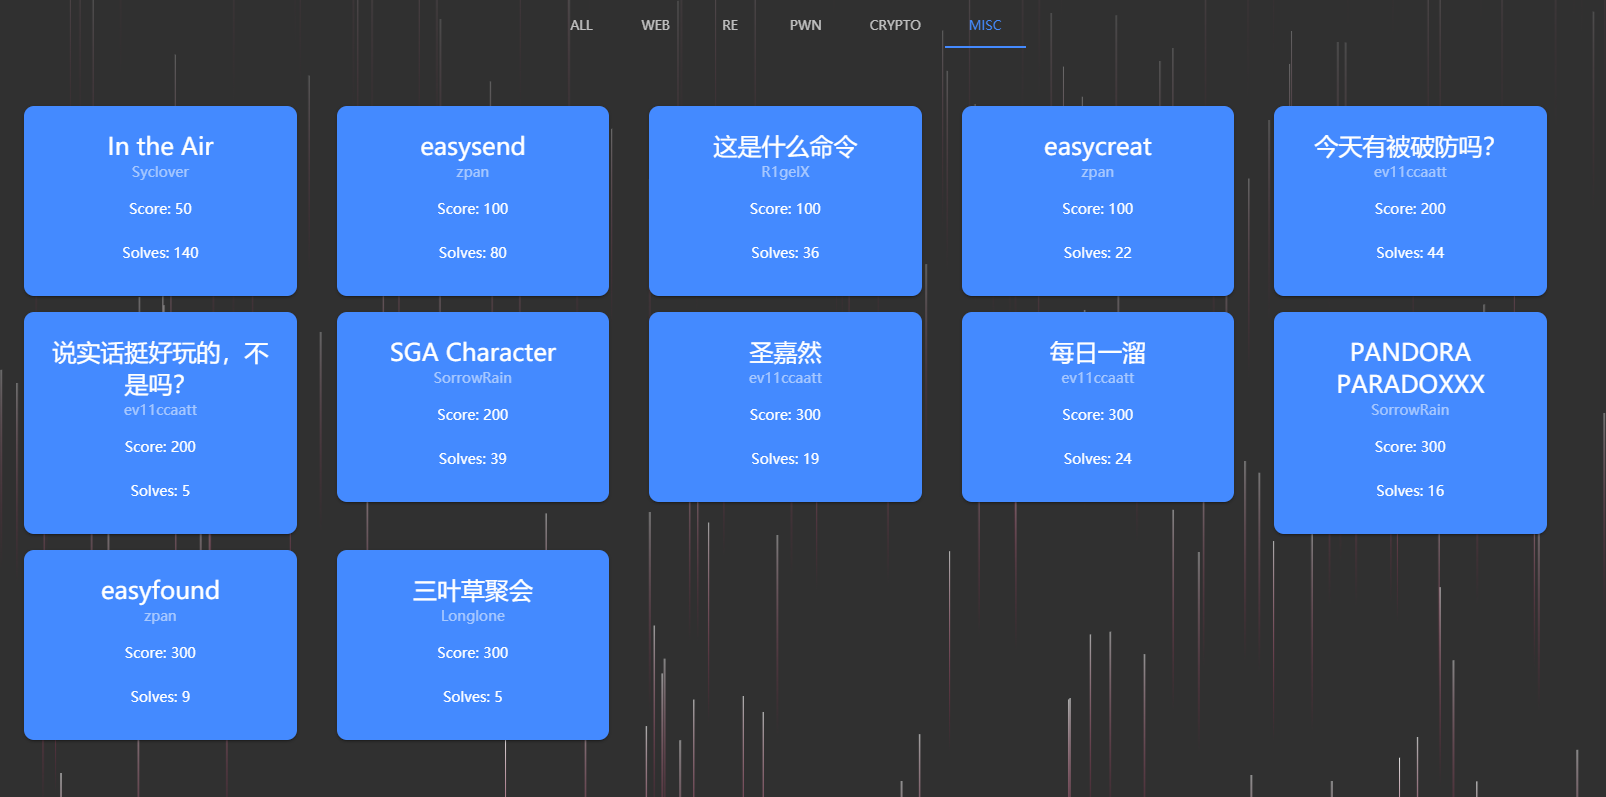 ALL WEB RE PWN CRYPTO MISC
In the Air
Syclover
Score: 50
Solves: 140
easysend
zpan
Score: 100
Solves: 80
这是什么命令
R1gelX
Score: 100
Solves: 36
easycreat
zpan
Score: 100
Solves: 22
今天有被破防吗？
ev11ccaatt
Score: 200
Solves: 44
说实话挺好玩的，不
是吗？
ev11ccaatt
Score: 200
Solves: 5
SGA Character
SorrowRain
Score: 200
Solves: 39
圣嘉然
ev11ccaatt
Score: 300
Solves: 19
每日一溜
ev11ccaatt
Score: 300
Solves: 24
PANDORA
PARADOXXX
SorrowRain
Score: 300
Solves: 16
easyfound
zpan
Score: 300
Solves: 9
三叶草聚会
Longlone
Score: 300
Solves: 5